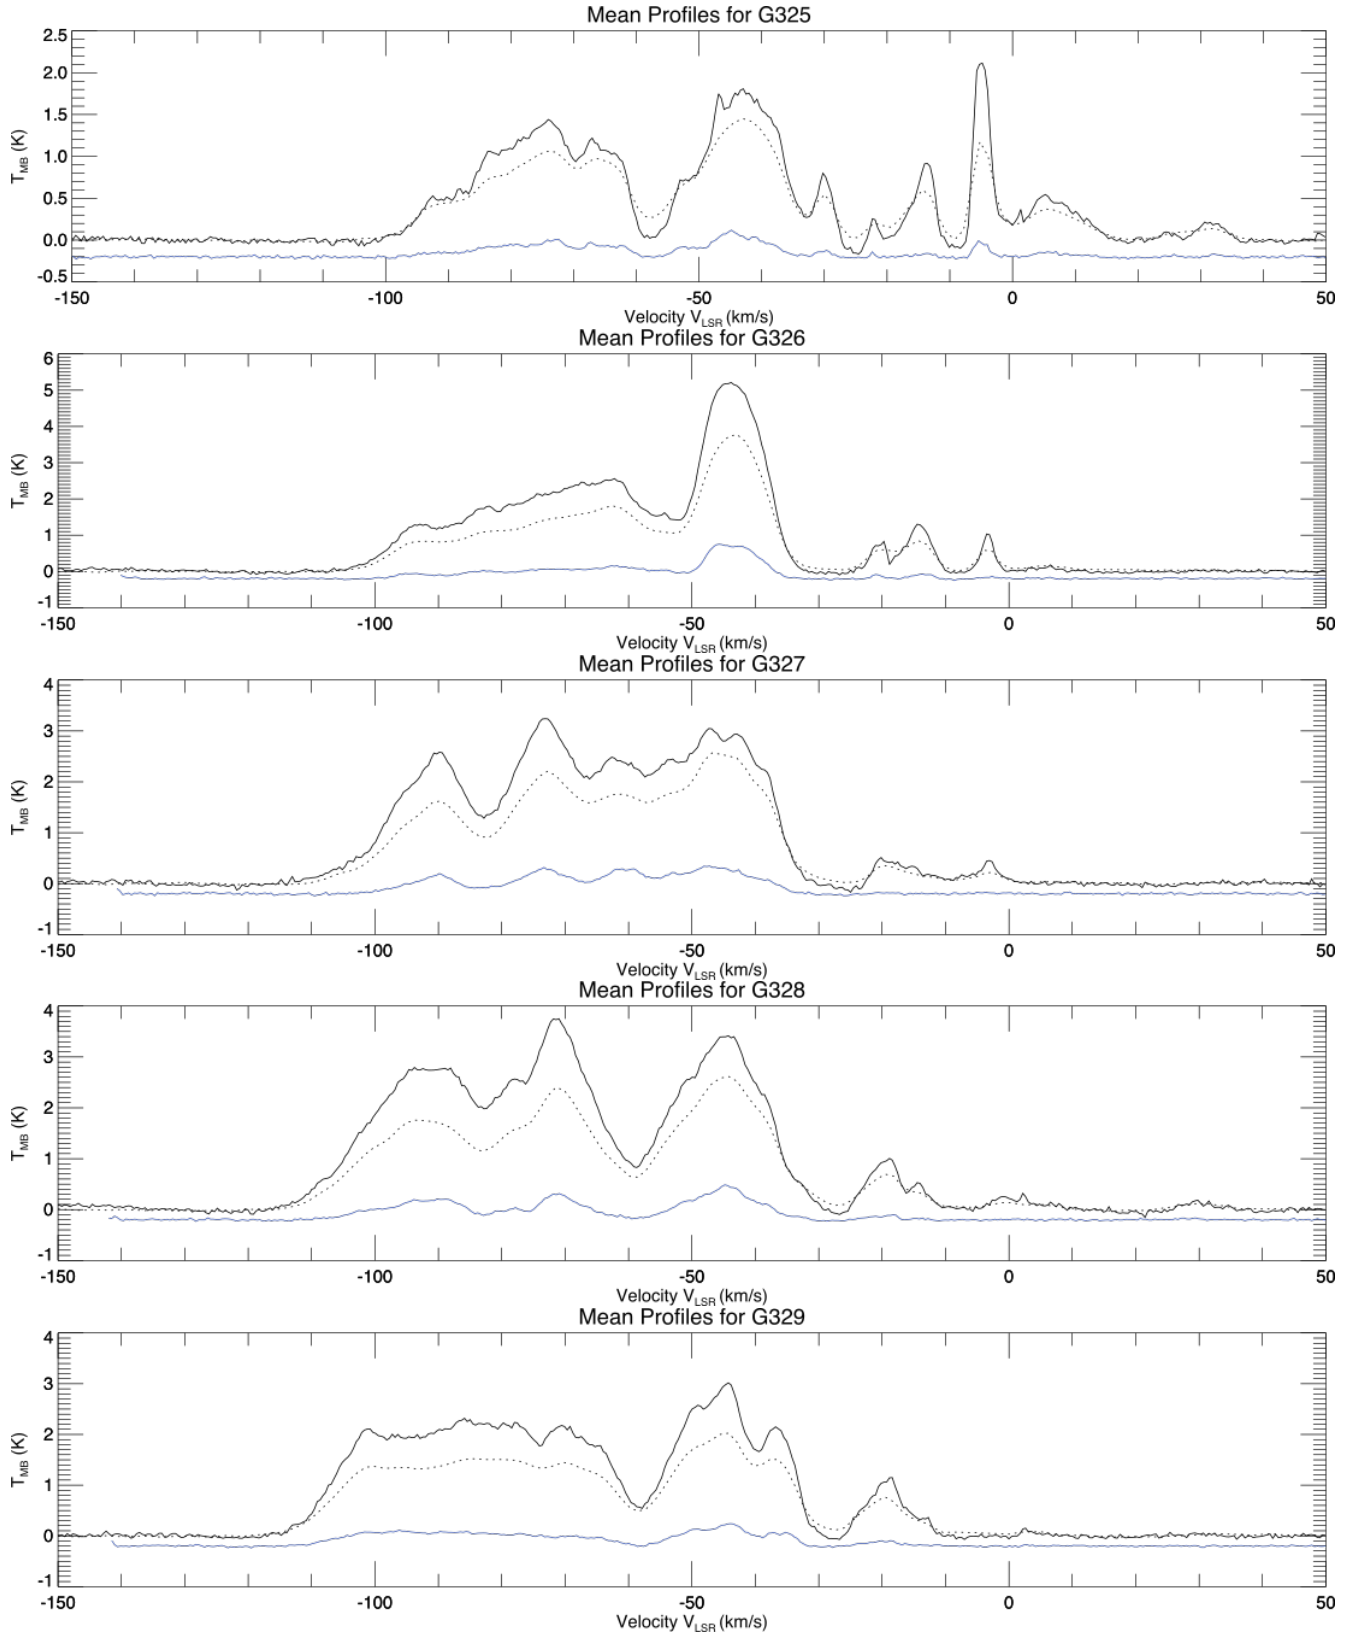 Mean Profiles for G325
2.5
2.0
1.5
1.0
0.5
0.0
-0.5
T_MB (K)
-150 -100 -50 0 50
Velocity V_LSR (km/s)
Mean Profiles for G326
6
5
4
3
2
1
0
-1
T_MB (K)
-150 -100 -50 0 50
Velocity V_LSR (km/s)
Mean Profiles for G327
4
3
2
1
0
-1
T_MB (K)
-150 -100 -50 0 50
Velocity V_LSR (km/s)
Mean Profiles for G328
4
3
2
1
0
-1
T_MB (K)
-150 -100 -50 0 50
Velocity V_LSR (km/s)
Mean Profiles for G329
4
3
2
1
0
-1
T_MB (K)
-150 -100 -50 0 50
Velocity V_LSR (km/s)